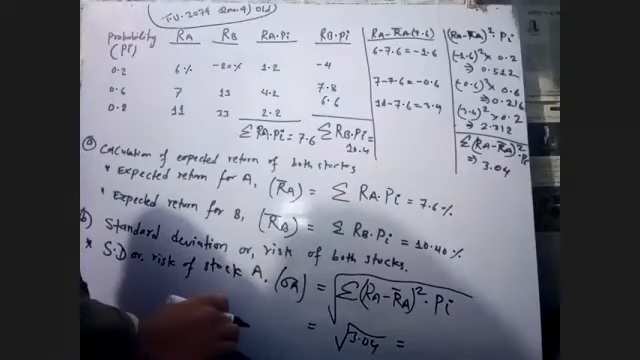 T.U. 2074 (20M-4) Old)
Probability (Pi) RA RB RA.Pi RB.Pi RA-R̅A(7.6) (RA-R̅A)². Pi
0.2 6% -20% 1.2 -4 6-7.6=-1.6 (-1.6)²x 0.2 ⇒ 0.512
0.6 7 13 4.2 7.8 7-7.6=-0.6 (-0.6)²x 0.6 ⇒ 0.216
0.2 11 33 2.2 6.6 11-7.6=3.4 (3.4)² x 0.2 ⇒ 2.312
Σ RA.Pi = 7.6 Σ RB.Pi = 10.4 Σ(RA-R̅A)².Pi ⇒ 3.04
(a) Calculation of expected return of both stocks
* Expected return for A, (R̅A) = Σ RA.Pi = 7.6%
* Expected return for B, (R̅B) = Σ RB.Pi = 10.40%
b) Standard deviation or, risk of both stocks.
* S.D or, risk of stock A. (σA) = √Σ(RA-R̅A)². Pi
= √3.04 =